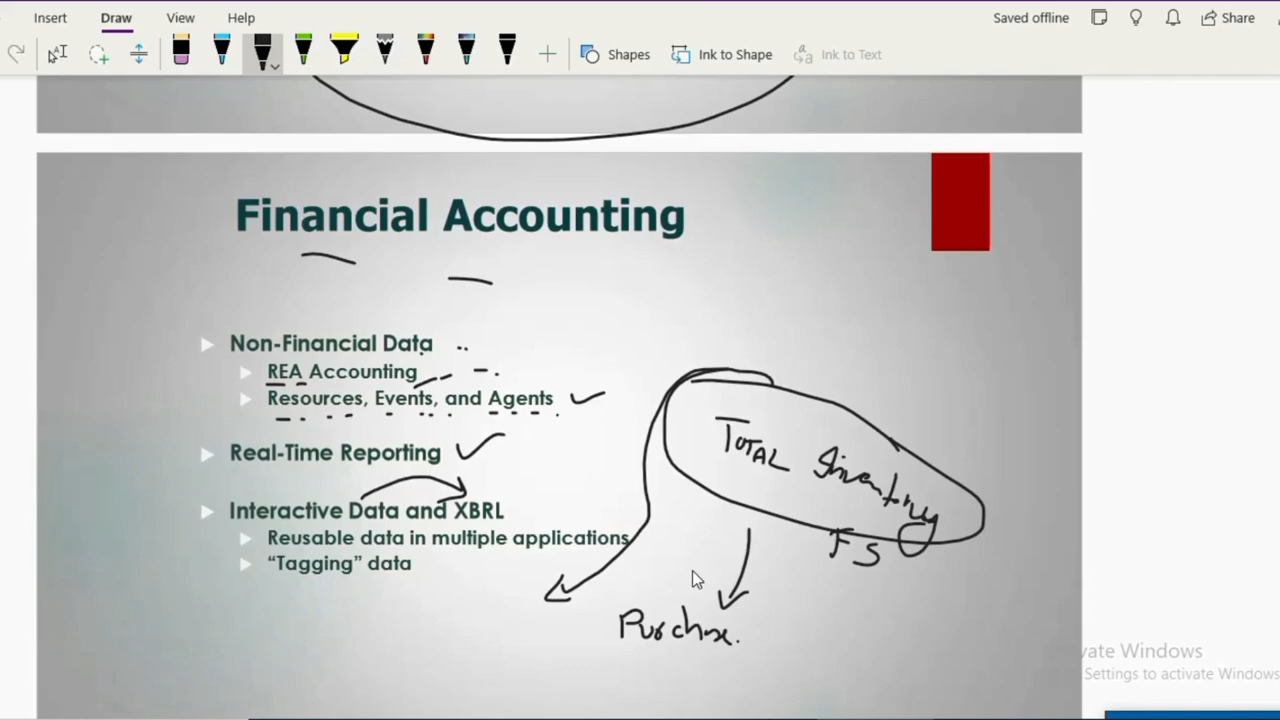 Insert Draw View Help Saved offline Share
Shapes Ink to Shape Ink to Text
Financial Accounting
Non-Financial Data
REA Accounting
Resources, Events, and Agents
Real-Time Reporting
Interactive Data and XBRL
Reusable data in multiple applications
"Tagging" data
TOTAL Inventory
FS
Purchase.
vate Windows
Settings to activate Windows